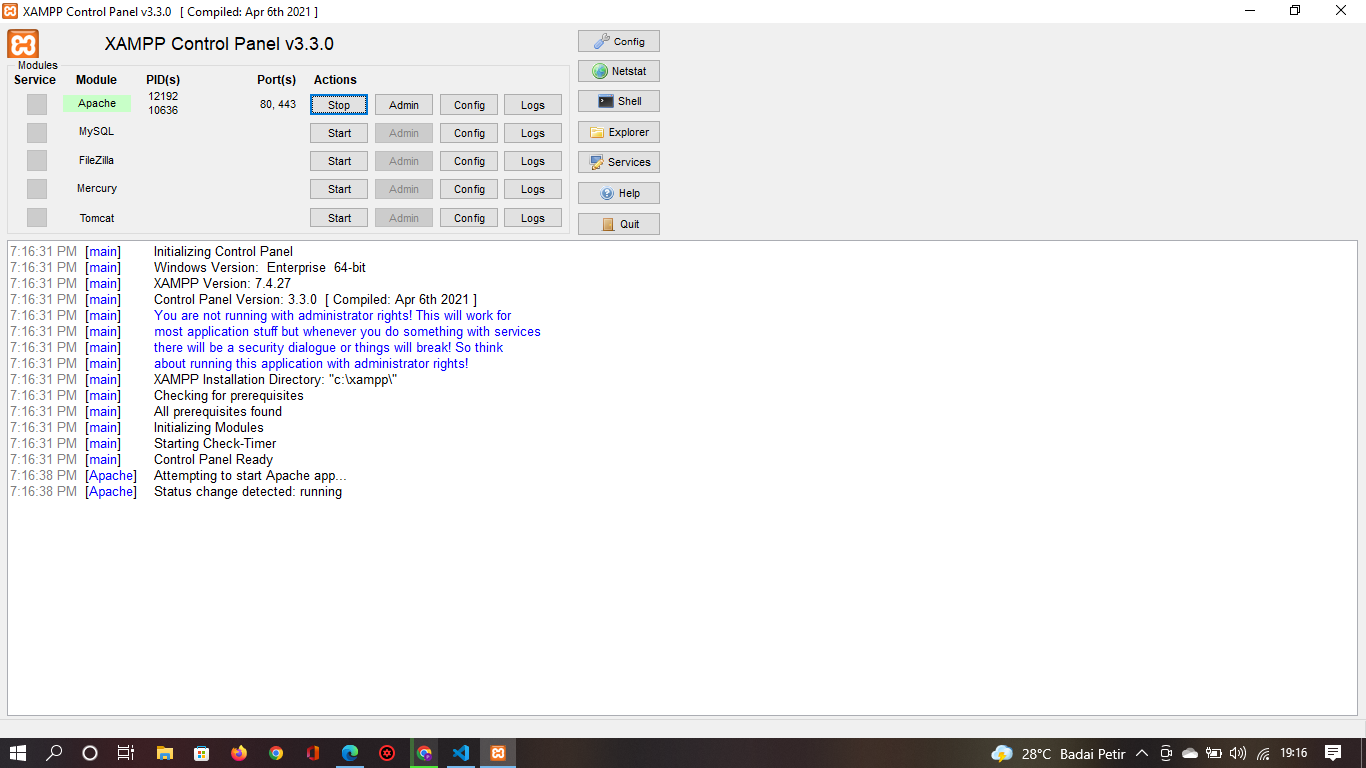 XAMPP Control Panel v3.3.0 [ Compiled: Apr 6th 2021 ]
XAMPP Control Panel v3.3.0
Config
Modules
Service Module PID(s) Port(s) Actions
Netstat
Apache 12192 80, 443 Stop Admin Config Logs
10636
Shell
MySQL Start Admin Config Logs
Explorer
FileZilla Start Admin Config Logs
Services
Mercury Start Admin Config Logs
Help
Tomcat Start Admin Config Logs
Quit
7:16:31 PM [main] Initializing Control Panel
7:16:31 PM [main] Windows Version: Enterprise 64-bit
7:16:31 PM [main] XAMPP Version: 7.4.27
7:16:31 PM [main] Control Panel Version: 3.3.0 [ Compiled: Apr 6th 2021 ]
7:16:31 PM [main] You are not running with administrator rights! This will work for
7:16:31 PM [main] most application stuff but whenever you do something with services
7:16:31 PM [main] there will be a security dialogue or things will break! So think
7:16:31 PM [main] about running this application with administrator rights!
7:16:31 PM [main] XAMPP Installation Directory: "c:\xampp\"
7:16:31 PM [main] Checking for prerequisites
7:16:31 PM [main] All prerequisites found
7:16:31 PM [main] Initializing Modules
7:16:31 PM [main] Starting Check-Timer
7:16:31 PM [main] Control Panel Ready
7:16:38 PM [Apache] Attempting to start Apache app...
7:16:38 PM [Apache] Status change detected: running
28°C Badai Petir 19:16